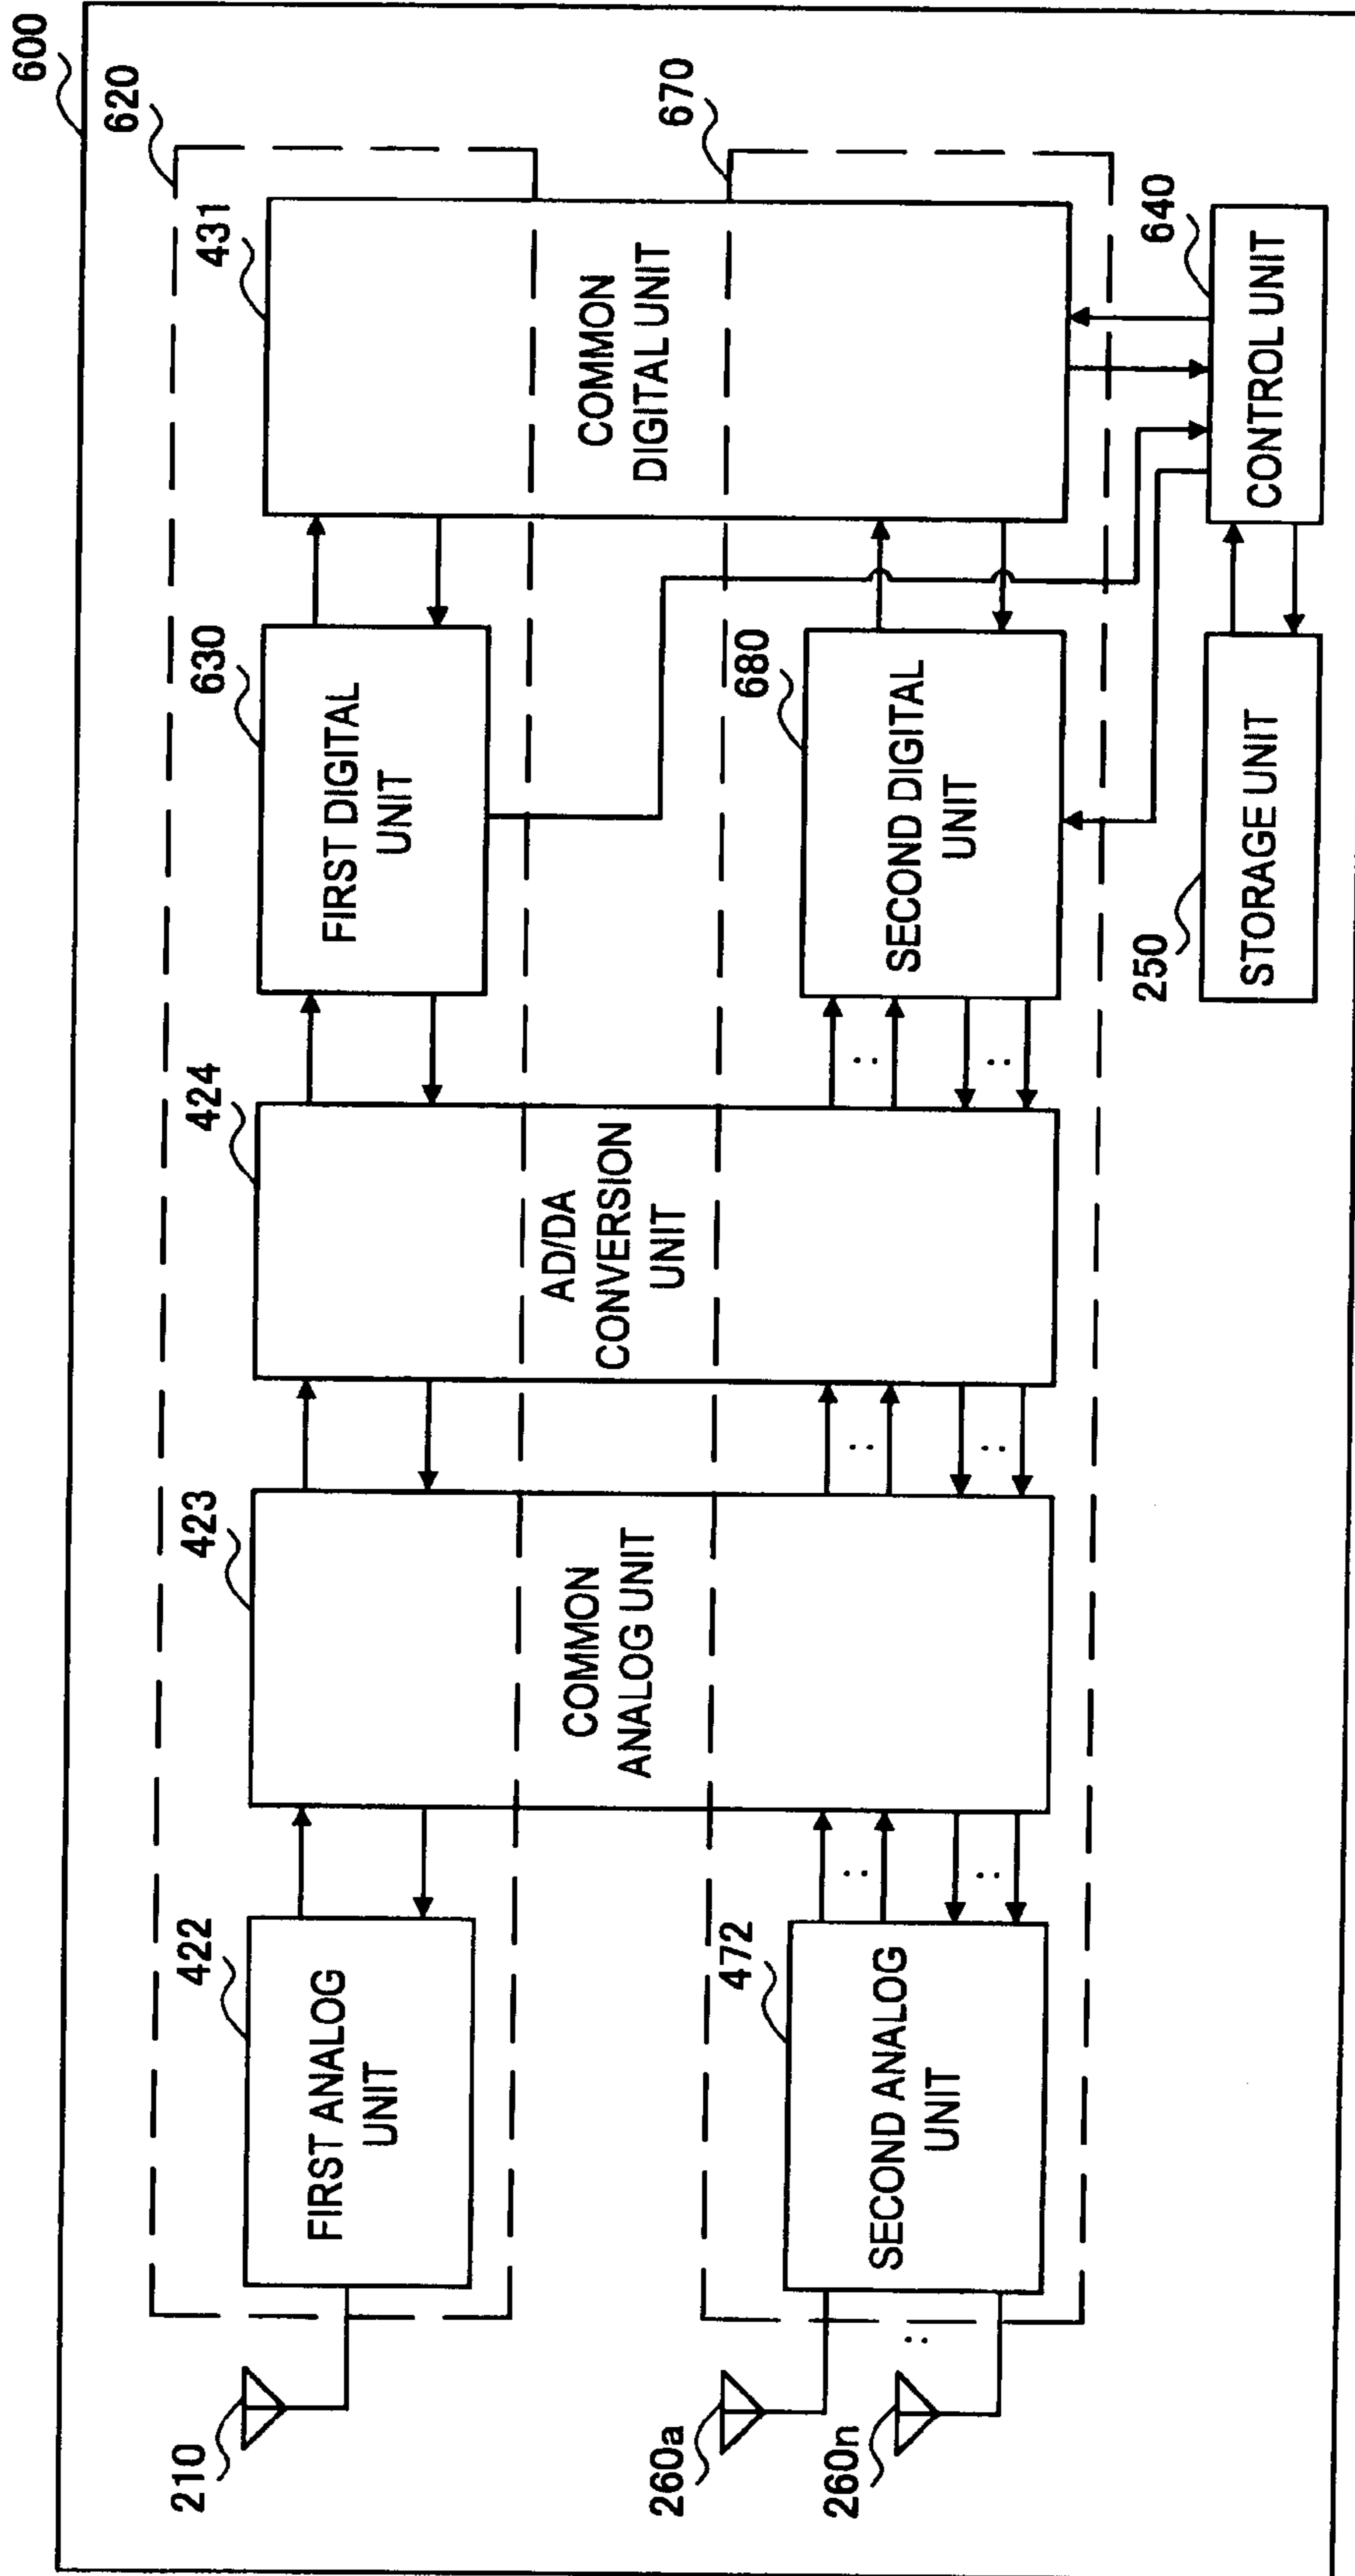 600
620
210
422
FIRST ANALOG
UNIT
423
COMMON
ANALOG UNIT
424
AD/DA
CONVERSION
UNIT
630
FIRST DIGITAL
UNIT
431
COMMON
DIGITAL UNIT
670
260a
260n
472
SECOND ANALOG
UNIT
680
SECOND DIGITAL
UNIT
250
STORAGE UNIT
640
CONTROL UNIT